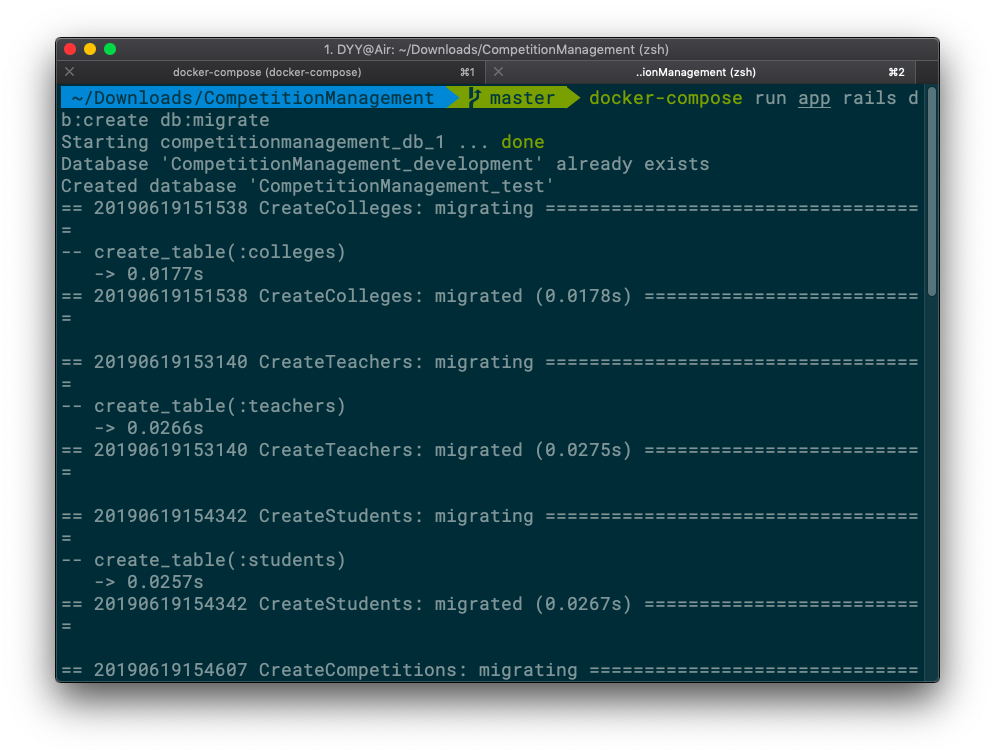 1. DYY@Air: ~/Downloads/CompetitionManagement (zsh)
docker-compose (docker-compose) ⌘1 ..ionManagement (zsh) ⌘2
~/Downloads/CompetitionManagement master docker-compose run app rails d
b:create db:migrate
Starting competitionmanagement_db_1 ... done
Database 'CompetitionManagement_development' already exists
Created database 'CompetitionManagement_test'
== 20190619151538 CreateColleges: migrating ==================================
=
-- create_table(:colleges)
   -> 0.0177s
== 20190619151538 CreateColleges: migrated (0.0178s) =========================
=
== 20190619153140 CreateTeachers: migrating ==================================
=
-- create_table(:teachers)
   -> 0.0266s
== 20190619153140 CreateTeachers: migrated (0.0275s) =========================
=
== 20190619154342 CreateStudents: migrating ==================================
=
-- create_table(:students)
   -> 0.0257s
== 20190619154342 CreateStudents: migrated (0.0267s) =========================
=
== 20190619154607 CreateCompetitions: migrating ==============================